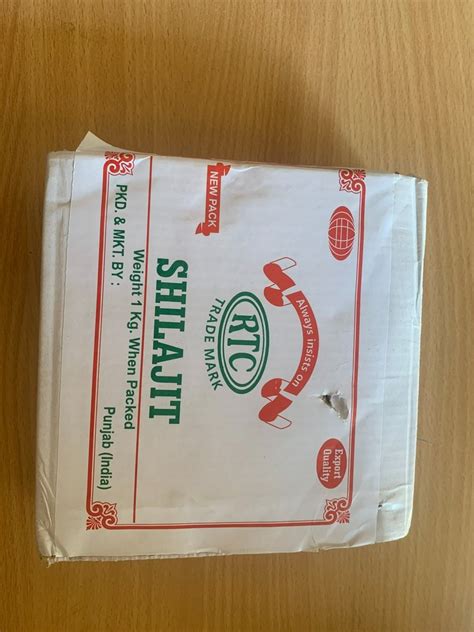 NEW PACK
Always insists on
RTC
TRADE MARK
Export
Quality
SHILAJIT
Weight 1 Kg. When Packed
PKD. & MKT. BY :
Punjab (India)